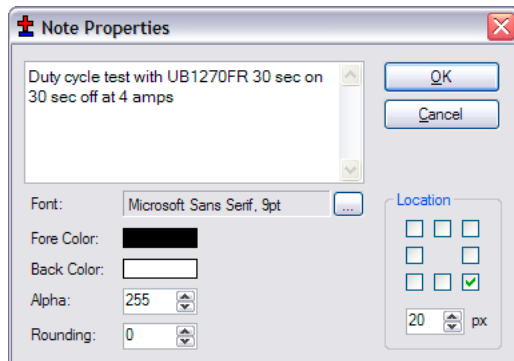 Note Properties
Duty cycle test with UB1270FR 30 sec on
30 sec off at 4 amps
OK
Cancel
Font:
Microsoft Sans Serif, 9pt
...
Location
Fore Color:
Back Color:
Alpha:
255
Rounding:
0
20
px